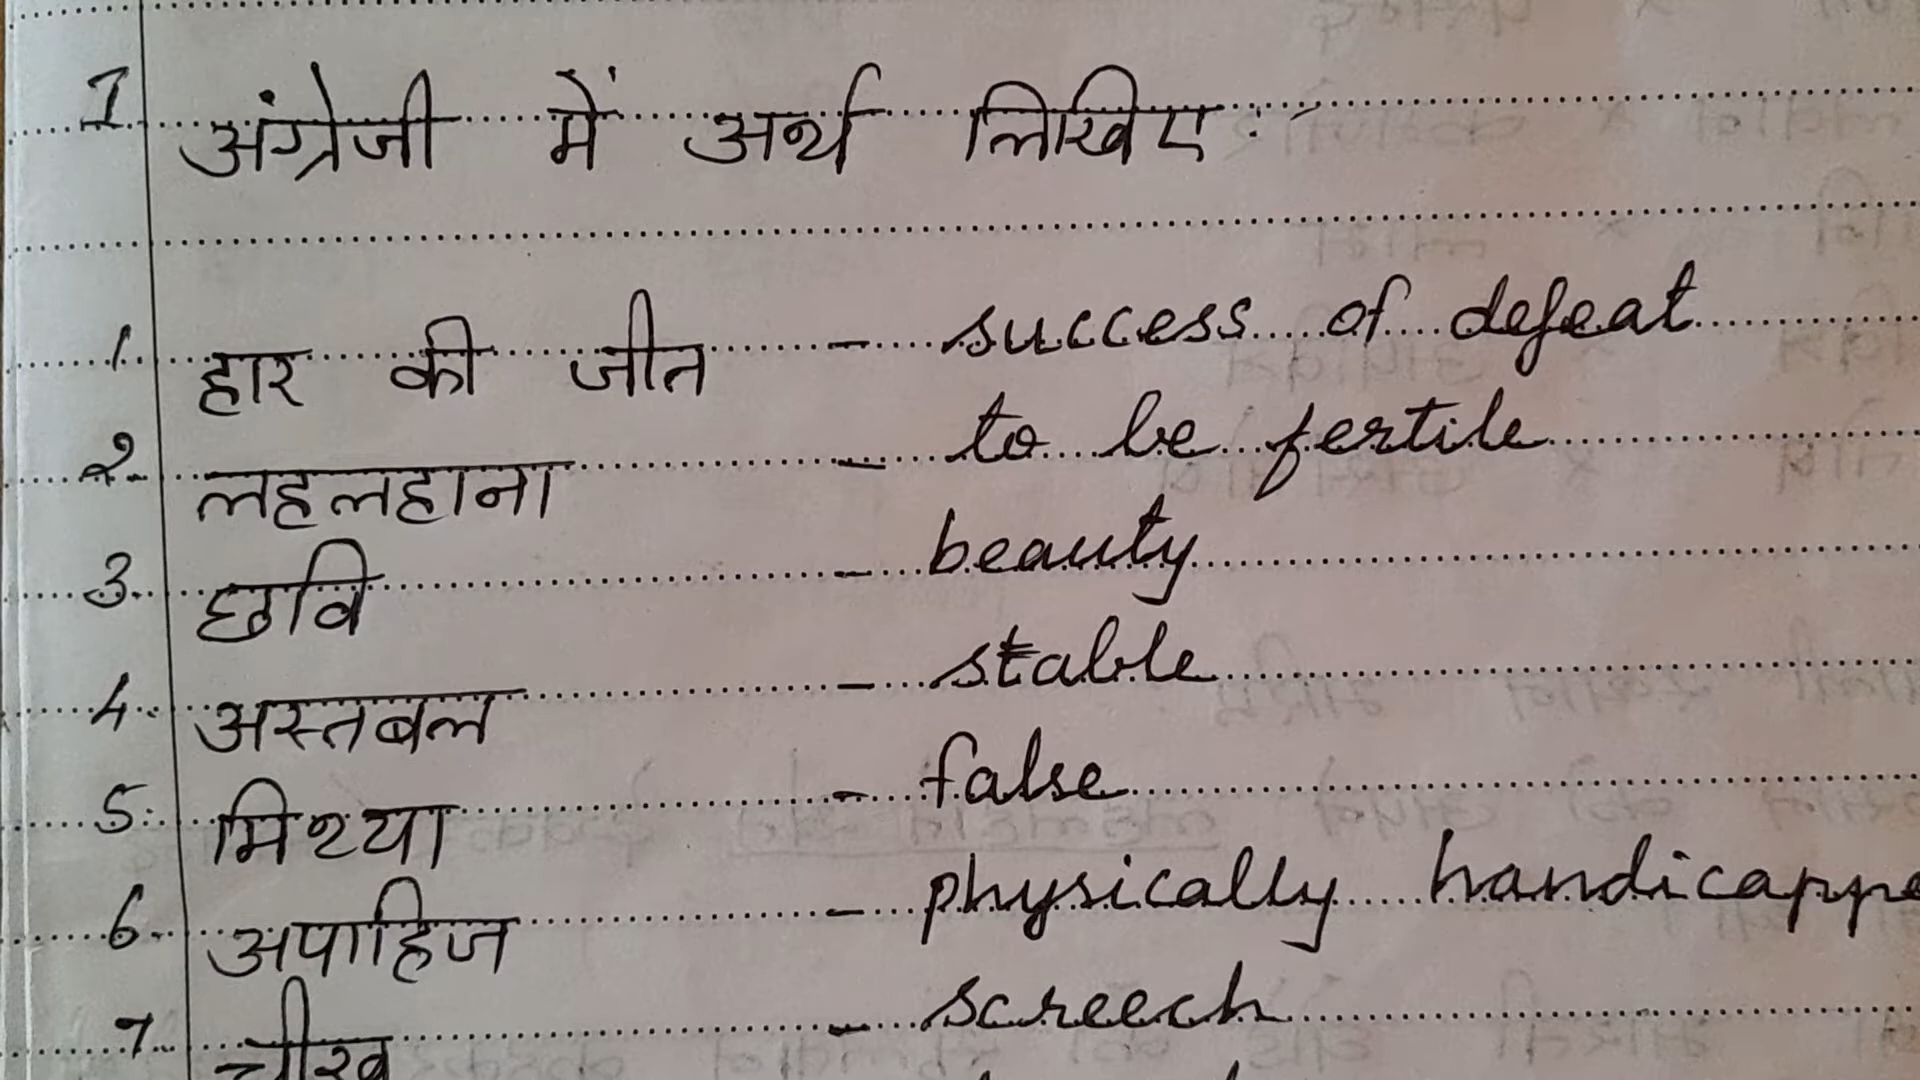 I अंग्रेजी में अर्थ लिखिए :-
1. हार की जीत - success of defeat
2. लहलहाना - to be fertile
3. छवि - beauty
4. अस्तबल - stable
5. मिथ्या - false
6. अपाहिज - physically handicappe
7. चीख - screech